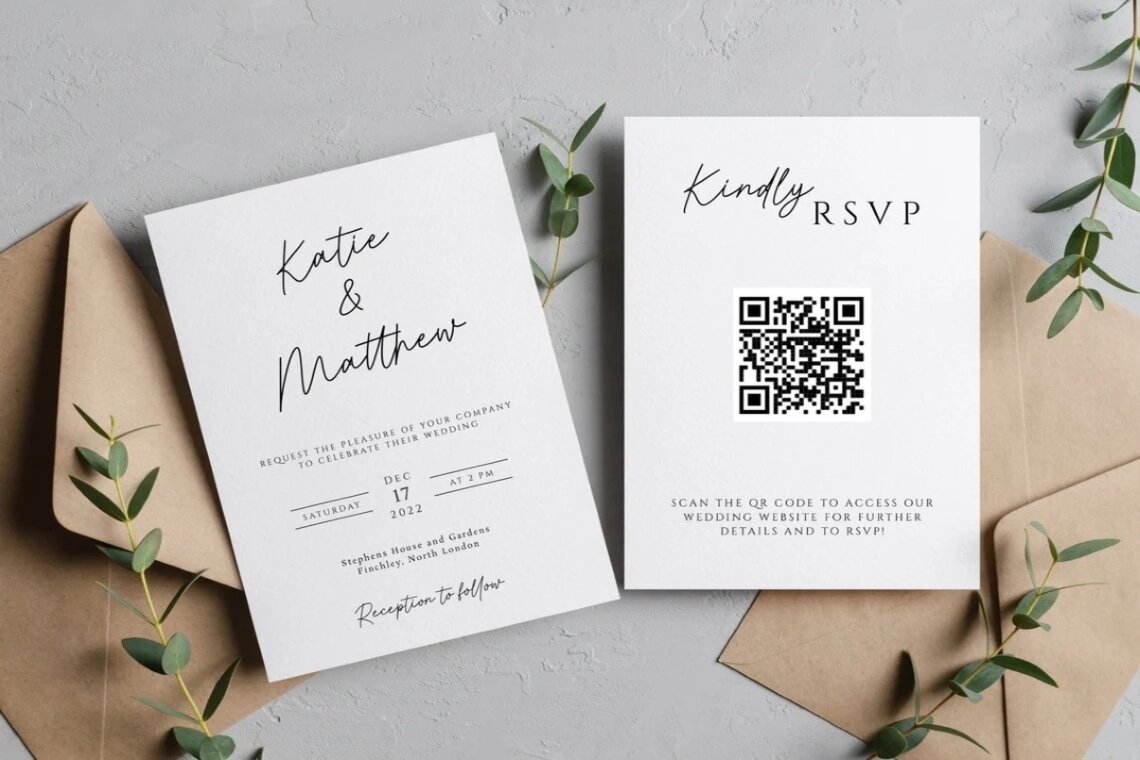 Katie
&
Matthew
REQUEST THE PLEASURE OF YOUR COMPANY
TO CELEBRATE THEIR WEDDING
SATURDAY
DEC
17
2022
AT 2 PM
Stephens House and Gardens
Finchley, North London
Reception to follow
Kindly
RSVP
SCAN THE QR CODE TO ACCESS OUR
WEDDING WEBSITE FOR FURTHER
DETAILS AND TO RSVP!